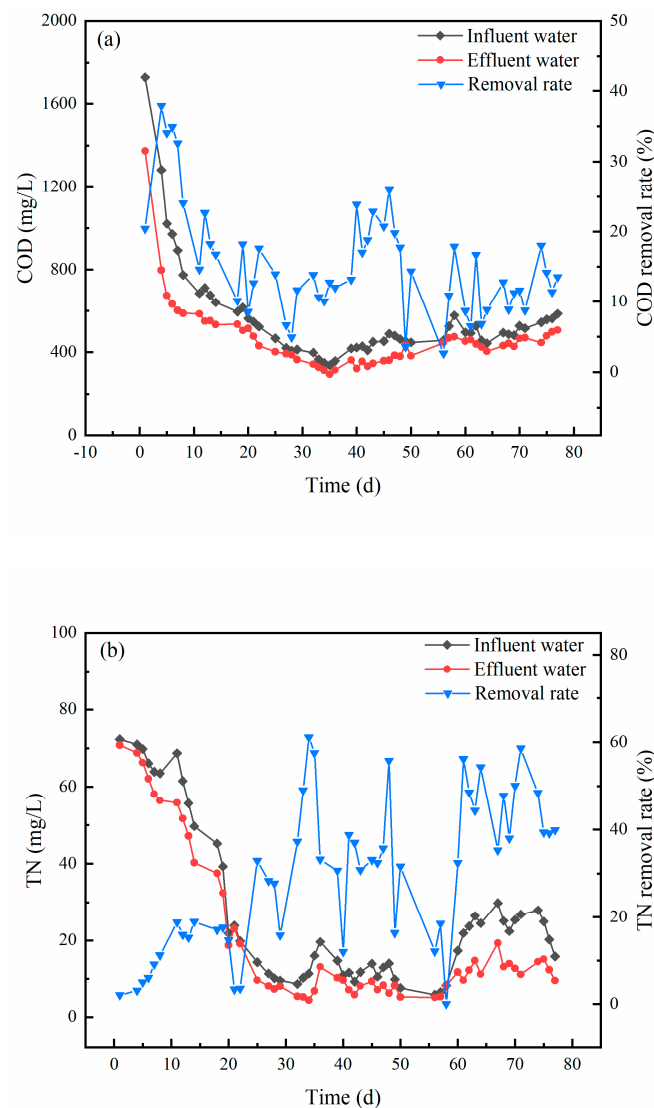 2000
1600
1200
800
400
0
COD (mg/L)
(a)
Influent water
Effluent water
Removal rate
50
40
30
20
10
0
COD removal rate (%)
-10 0 10 20 30 40 50 60 70 80
Time (d)
100
80
60
40
20
0
TN (mg/L)
(b)
Influent water
Effluent water
Removal rate
80
60
40
20
0
TN removal rate (%)
0 10 20 30 40 50 60 70 80
Time (d)